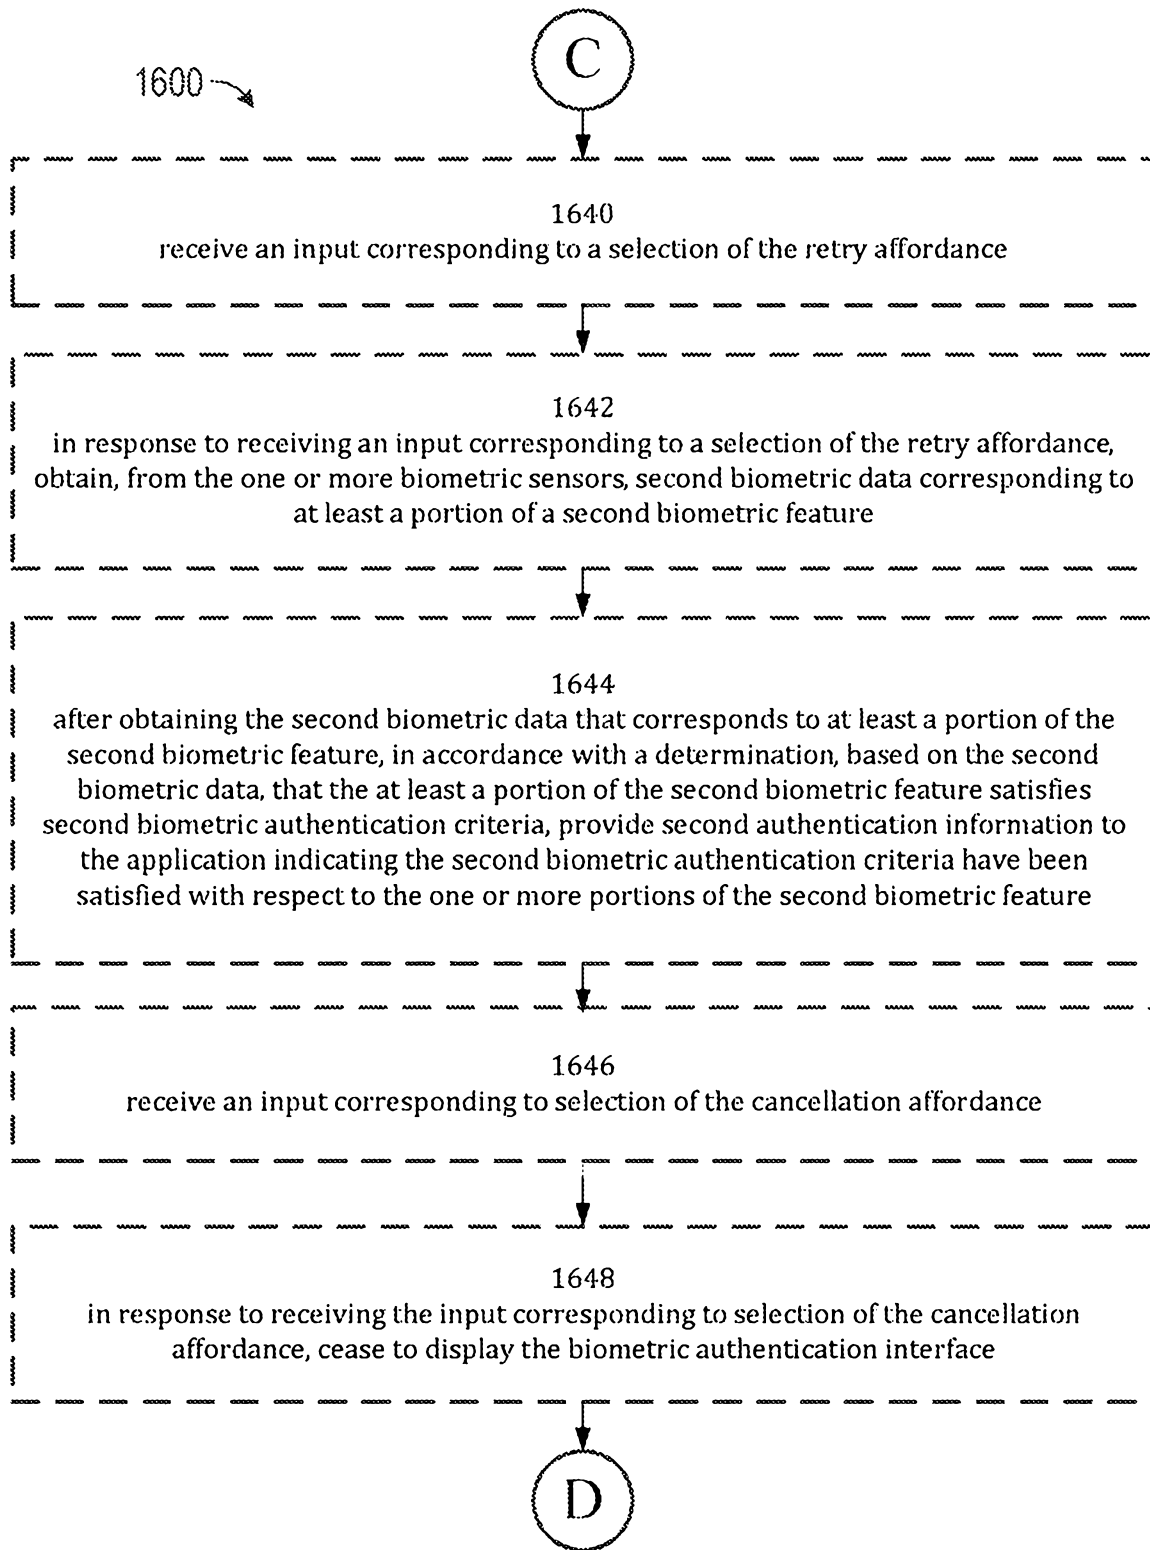 C
1600
1640
receive an input corresponding to a selection of the retry affordance
1642
in response to receiving an input corresponding to a selection of the retry affordance,
obtain, from the one or more biometric sensors, second biometric data corresponding to
at least a portion of a second biometric feature
1644
after obtaining the second biometric data that corresponds to at least a portion of the
second biometric feature, in accordance with a determination, based on the second
biometric data, that the at least a portion of the second biometric feature satisfies
second biometric authentication criteria, provide second authentication information to
the application indicating the second biometric authentication criteria have been
satisfied with respect to the one or more portions of the second biometric feature
1646
receive an input corresponding to selection of the cancellation affordance
1648
in response to receiving the input corresponding to selection of the cancellation
affordance, cease to display the biometric authentication interface
D